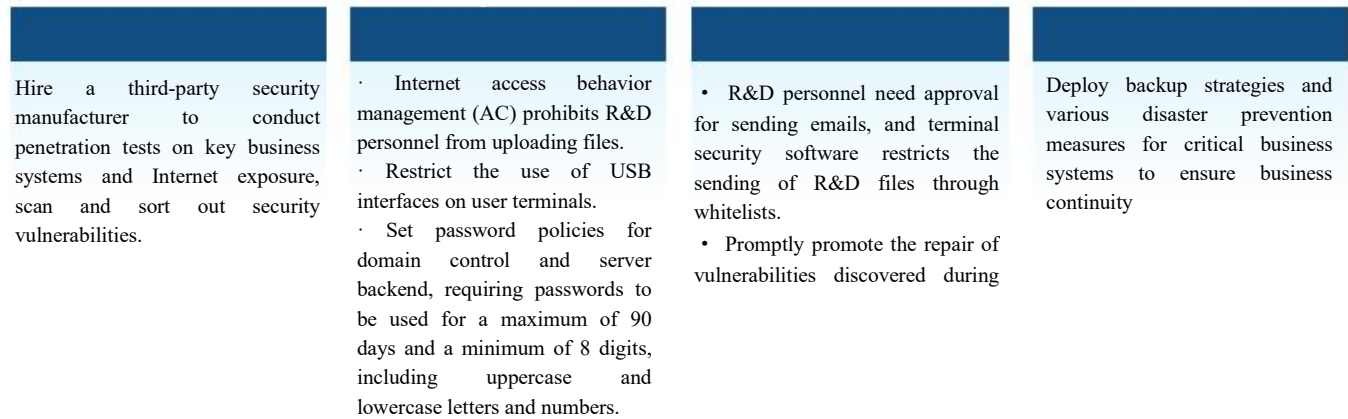 Hire a third-party security
manufacturer to conduct
penetration tests on key business
systems and Internet exposure,
scan and sort out security
vulnerabilities.
· Internet access behavior
management (AC) prohibits R&D
personnel from uploading files.
· Restrict the use of USB
interfaces on user terminals.
· Set password policies for
domain control and server
backend, requiring passwords to
be used for a maximum of 90
days and a minimum of 8 digits,
including uppercase and
lowercase letters and numbers.
• R&D personnel need approval
for sending emails, and terminal
security software restricts the
sending of R&D files through
whitelists.
• Promptly promote the repair of
vulnerabilities discovered during
Deploy backup strategies and
various disaster prevention
measures for critical business
systems to ensure business
continuity